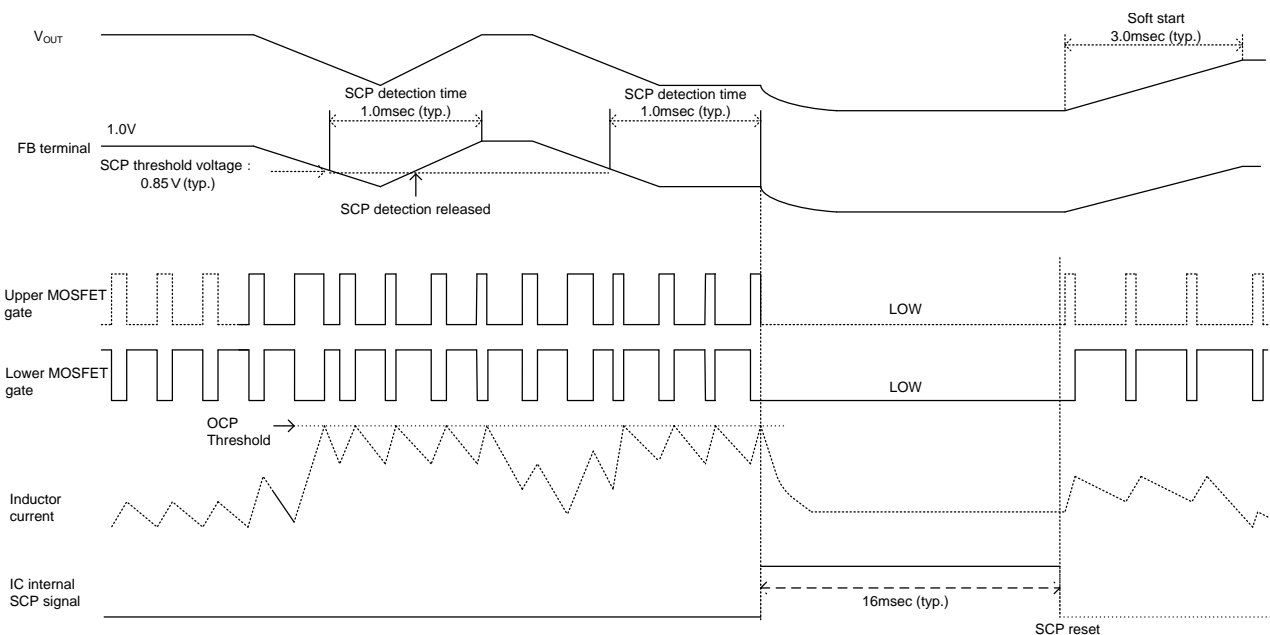 Soft start
3.0msec (typ.)
VOUT
SCP detection time
1.0msec (typ.)
SCP detection time
1.0msec (typ.)
1.0V
FB terminal
SCP threshold voltage :
0.85 V (typ.)
SCP detection released
Upper MOSFET
gate
LOW
Lower MOSFET
gate
LOW
OCP
Threshold
Inductor
current
IC internal
SCP signal
16msec (typ.)
SCP reset